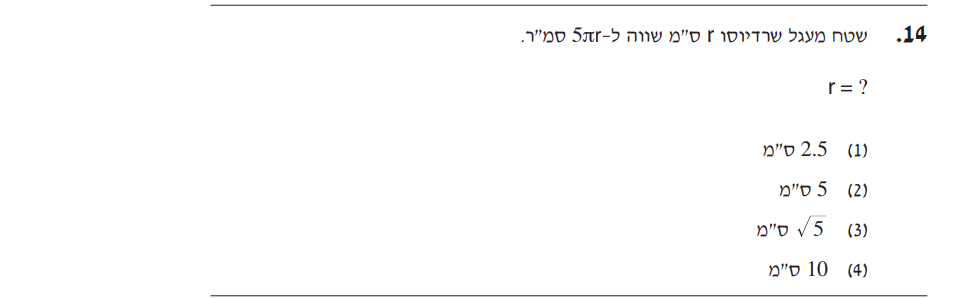 14. שטח מעגל שרדיוסו r ס"מ שווה ל-5πr סמ"ר.
r = ?
(1) 2.5 ס"מ
(2) 5 ס"מ
(3) √5 ס"מ
(4) 10 ס"מ